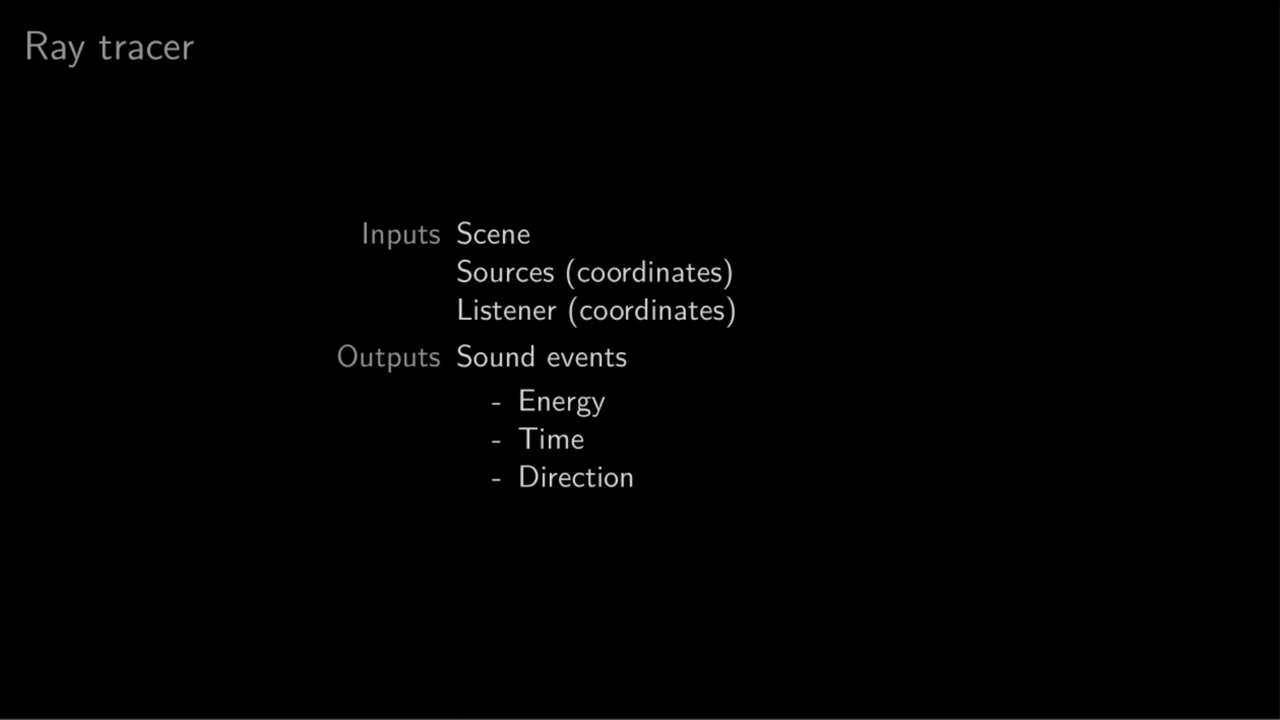 Ray tracer
Inputs Scene
Sources (coordinates)
Listener (coordinates)
Outputs Sound events
- Energy
- Time
- Direction